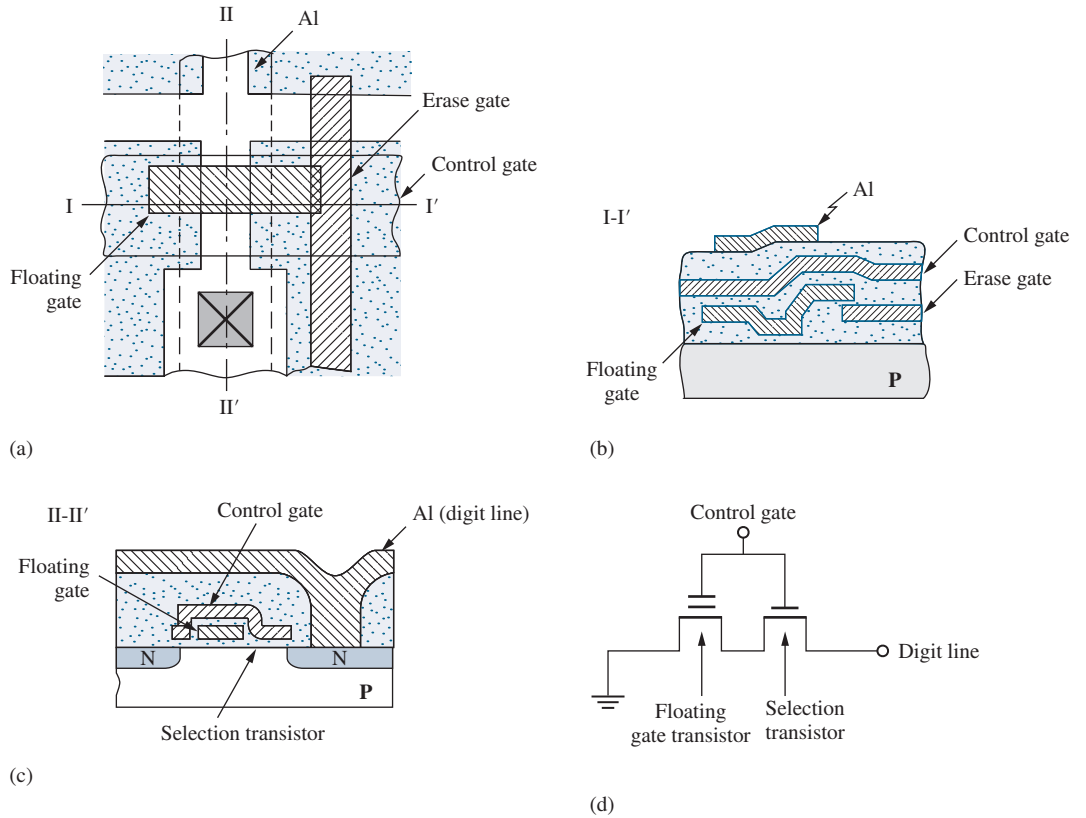 II
Al
Erase gate
Control gate
I
I′
Floating
gate
II′
(a)
I-I′
Al
Control gate
Erase gate
Floating
gate
P
(b)
II-II′
Control gate
Al (digit line)
Floating
gate
N
N
P
Selection transistor
(c)
Control gate
Digit line
Floating
gate transistor
Selection
transistor
(d)